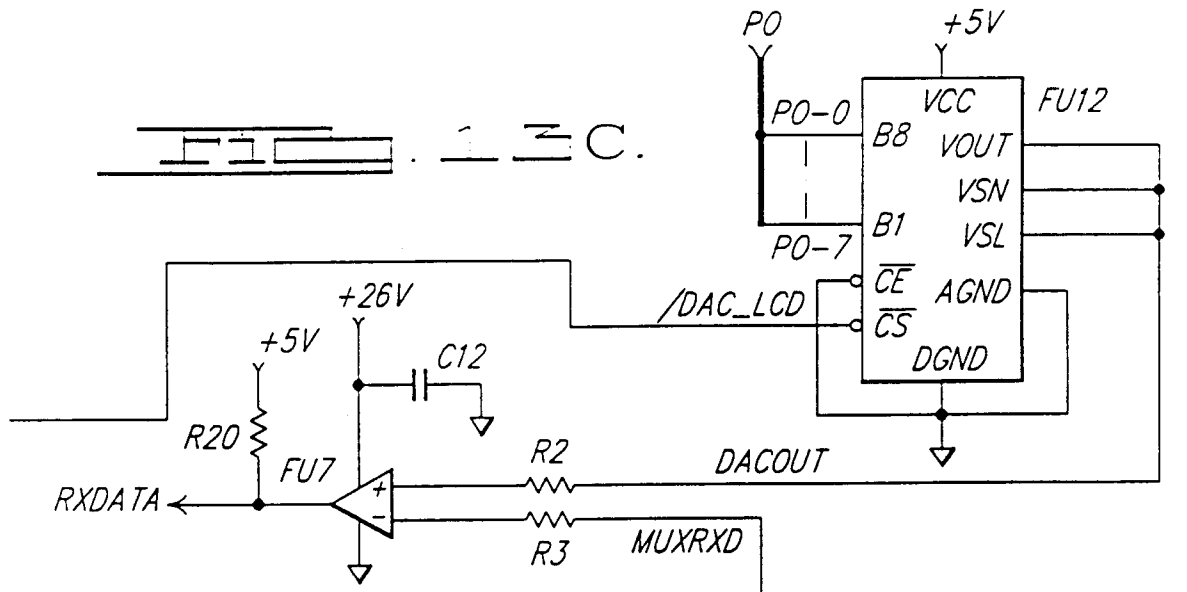 P0
+5V
FU12
VCC
P0-0
B8
VOUT
VSN
B1
VSL
P0-7
CE
AGND
/DAC_LCD
CS
DGND
FIG. 13C.
+26V
+5V
C12
R20
FU7
R2
DACOUT
RXDATA
+
-
R3
MUXRXD